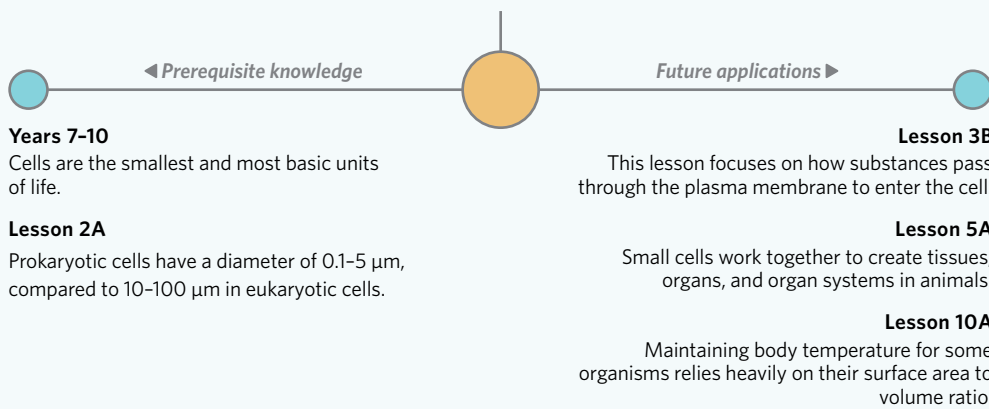 Prerequisite knowledge
Future applications
Years 7–10
Cells are the smallest and most basic units
of life.
Lesson 2A
Prokaryotic cells have a diameter of 0.1–5 µm,
compared to 10–100 µm in eukaryotic cells.
Lesson 3B
This lesson focuses on how substances pass
through the plasma membrane to enter the cell.
Lesson 5A
Small cells work together to create tissues,
organs, and organ systems in animals.
Lesson 10A
Maintaining body temperature for some
organisms relies heavily on their surface area to
volume ratio.